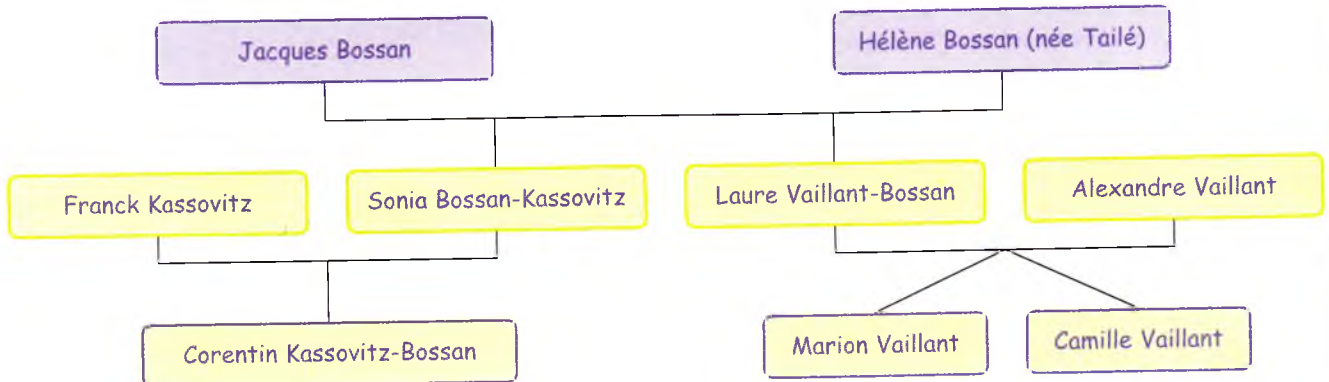 Jacques Bossan
Hélène Bossan (née Tailé)
Franck Kassovitz
Sonia Bossan-Kassovitz
Laure Vaillant-Bossan
Alexandre Vaillant
Corentin Kassovitz-Bossan
Marion Vaillant
Camille Vaillant